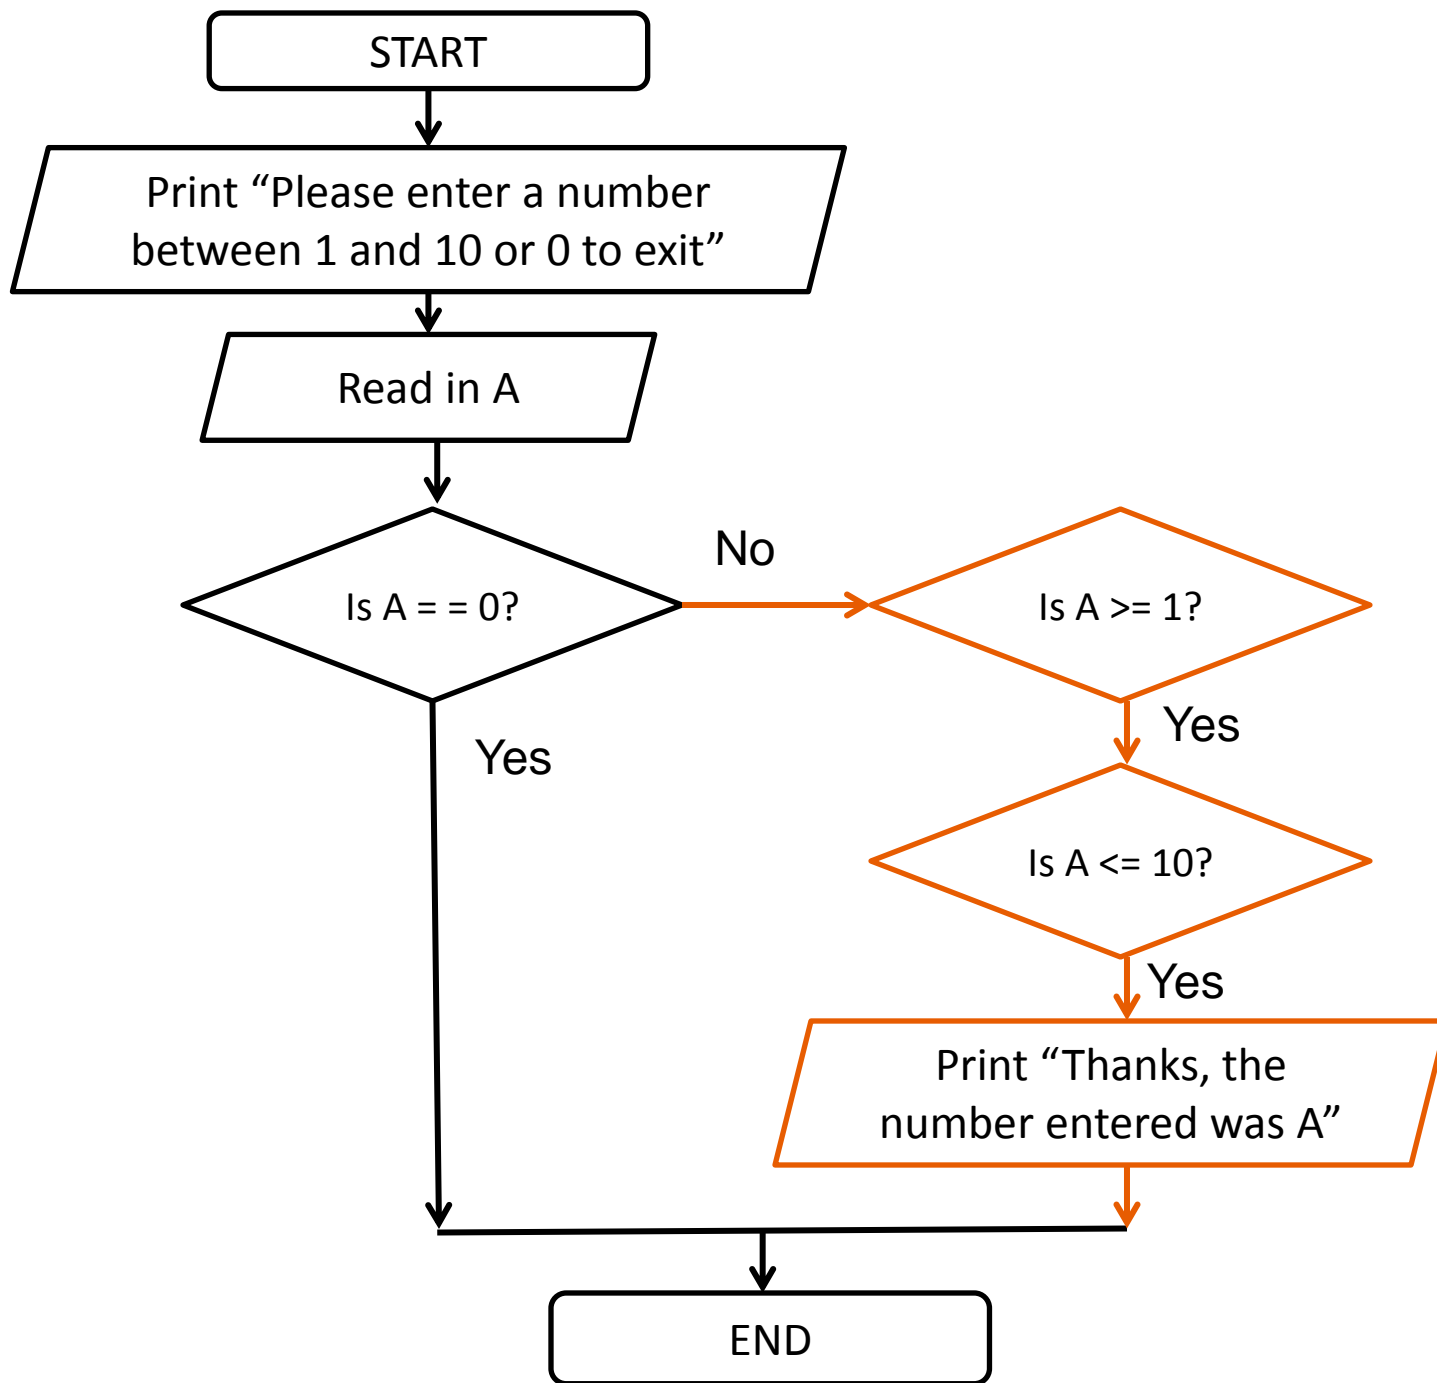 START
Print “Please enter a number
between 1 and 10 or 0 to exit”
Read in A
Is A = = 0?
No
Is A >= 1?
Yes
Yes
Is A <= 10?
Yes
Print “Thanks, the
number entered was A”
END